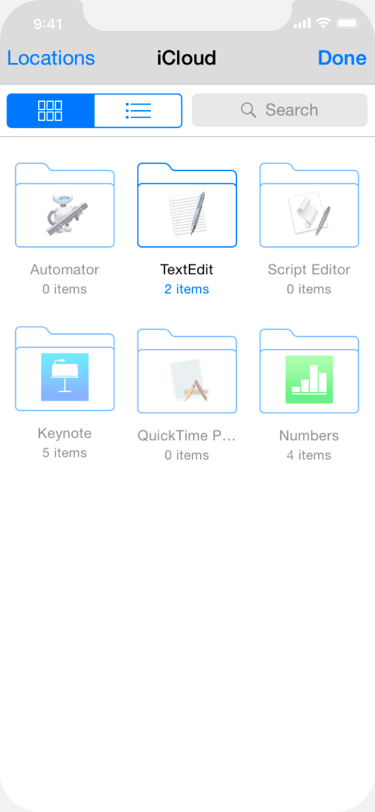 9:41
Locations
iCloud
Done
Search
Automator
TextEdit
Script Editor
0 items
2 items
0 items
Keynote
QuickTime P...
Numbers
5 items
0 items
4 items